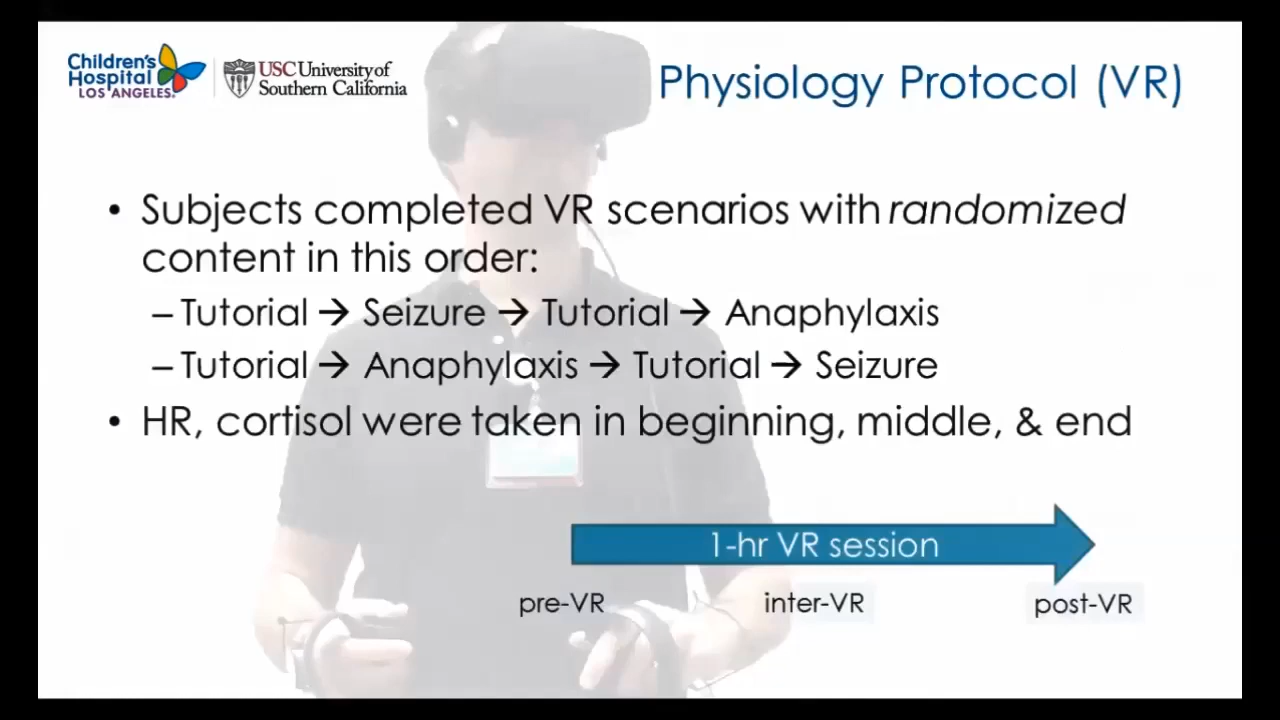 Children's
Hospital
LOS ANGELES.
USC University of
Southern California
Physiology Protocol (VR)
• Subjects completed VR scenarios with randomized
content in this order:
– Tutorial → Seizure → Tutorial → Anaphylaxis
– Tutorial → Anaphylaxis → Tutorial → Seizure
• HR, cortisol were taken in beginning, middle, & end
1-hr VR session
pre-VR inter-VR post-VR